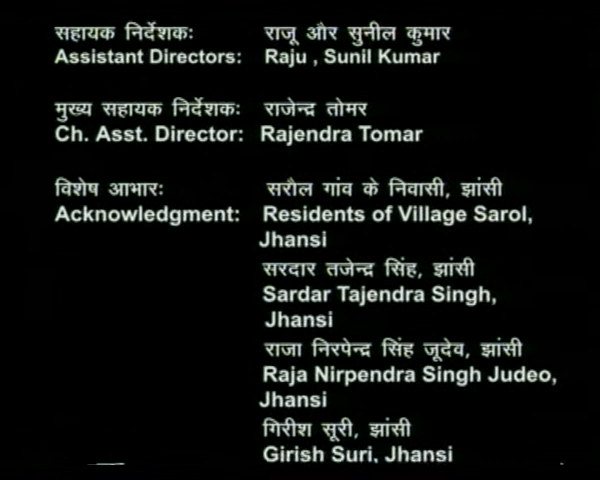 सहायक निर्देशकः राजू और सुनील कुमार
Assistant Directors: Raju , Sunil Kumar
मुख्य सहायक निर्देशकः राजेन्द्र तोमर
Ch. Asst. Director: Rajendra Tomar
विशेष आभारः सरौल गांव के निवासी, झांसी
Acknowledgment: Residents of Village Sarol,
Jhansi
सरदार तजेन्द्र सिंह, झांसी
Sardar Tajendra Singh,
Jhansi
राजा निरपेन्द्र सिंह जूदेव, झांसी
Raja Nirpendra Singh Judeo,
Jhansi
गिरीश सूरी, झांसी
Girish Suri, Jhansi